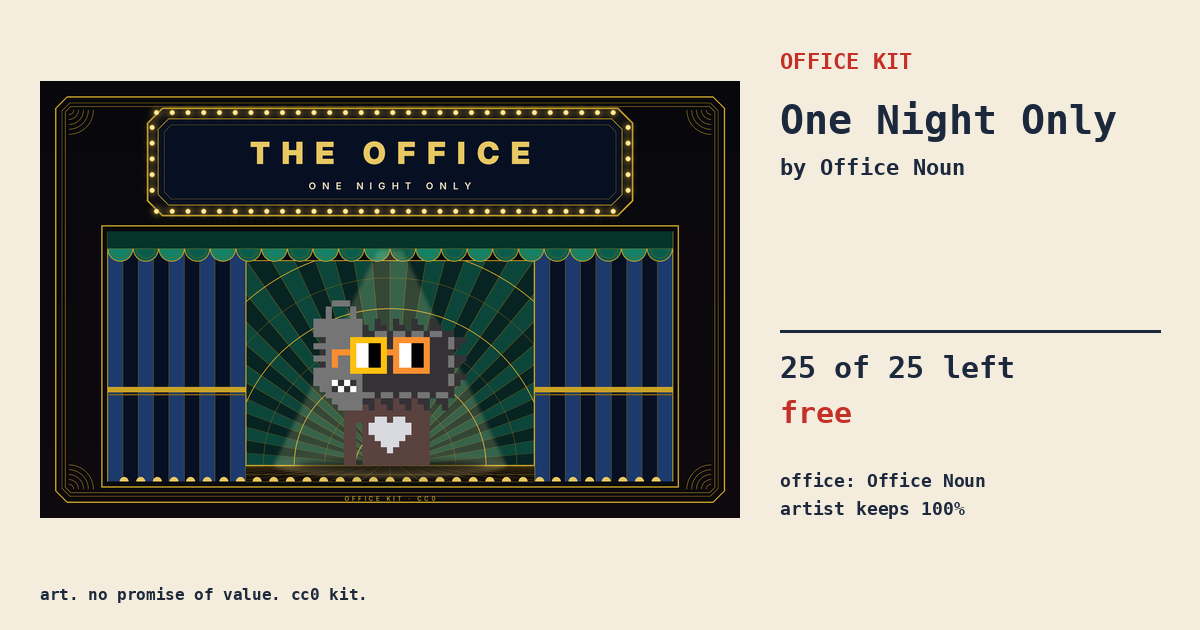 THE OFFICE
ONE NIGHT ONLY
OFFICE KIT · CC0
OFFICE KIT
One Night Only
by Office Noun
25 of 25 left
free
office: Office Noun
artist keeps 100%
art. no promise of value. cc0 kit.